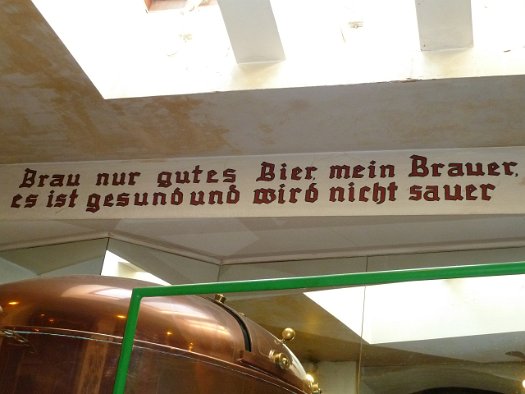 Brau nur gutes Bier, mein Brauer,
es ist gesund und wird nicht sauer